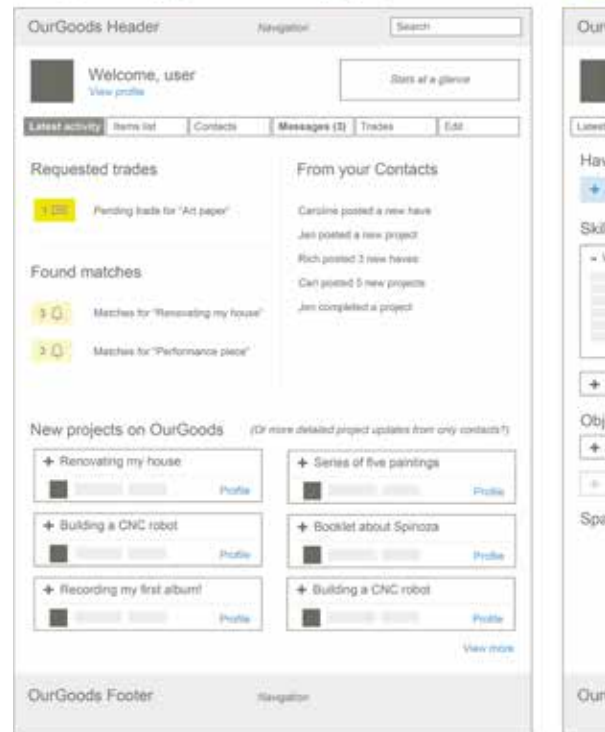 OurGoods Header
Navigation
Search
Welcome, user
View profile
Stats at a glance
Latest activity
Items list
Contacts
Messages (3)
Trades
Edit
Requested trades
1
Pending trade for "Art paper"
Found matches
3
Matches for "Renovating my house"
3
Matches for "Performance piece"
From your Contacts
Caroline posted a new have
Jen posted a new project
Rich posted 3 new haves
Carl posted 5 new projects
Jen completed a project
New projects on OurGoods
(Or more detailed project updates from only contacts?)
+ Renovating my house
Profile
+ Series of five paintings
Profile
+ Building a CNC robot
Profile
+ Booklet about Spinoza
Profile
+ Recording my first album!
Profile
+ Building a CNC robot
Profile
View more
OurGoods Footer
Navigation
Our
Latest
Hav
+
Skil
+
Obj
+
+
Spa
Our